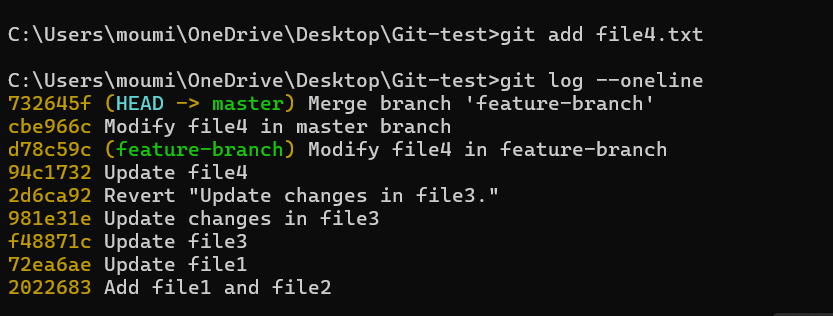 C:\Users\moumi\OneDrive\Desktop\Git-test>git add file4.txt
C:\Users\moumi\OneDrive\Desktop\Git-test>git log --oneline
732645f (HEAD -> master) Merge branch 'feature-branch'
cbe966c Modify file4 in master branch
d78c59c (feature-branch) Modify file4 in feature-branch
94c1732 Update file4
2d6ca92 Revert "Update changes in file3."
981e31e Update changes in file3
f48871c Update file3
72ea6ae Update file1
2022683 Add file1 and file2